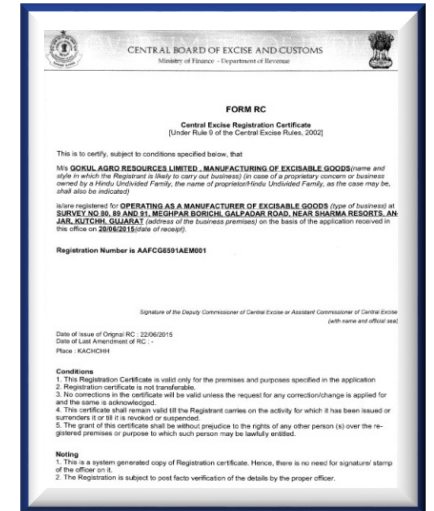 CENTRAL BOARD OF EXCISE AND CUSTOMS
Ministry of Finance - Department of Revenue
FORM RC
Central Excise Registration Certificate
[Under Rule 9 of the Central Excise Rules, 2002]
This is to certify, subject to conditions specified below, that
M/s GOKUL AGRO RESOURCES LIMITED , MANUFACTURING OF EXCISABLE GOODS(name and
style in which the Registrant is likely to carry out business) (in case of a proprietary concern or business
owned by a Hindu Undivided Family, the name of proprietor/Hindu Undivided Family, as the case may be,
shall also be indicated)
is/are registered for OPERATING AS A MANUFACTURER OF EXCISABLE GOODS (type of business) at
SURVEY NO 80, 89 AND 91, MEGHPAR BORICHI, GALPADAR ROAD, NEAR SHARMA RESORTS, AN-
JAR, KUTCHH, GUJARAT (address of the business premises) on the basis of the application received in
this office on 20/06/2015(date of receipt).
Registration Number is AAFCG6591AEM001
Signature of the Deputy Commissioner of Central Excise or Assistant Commissioner of Central Excise
(with name and official seal)
Date of Issue of Orignal RC : 22/06/2015
Date of Last Amendment of RC : -
Place : KACHCHH
Conditions
1. This Registration Certificate is valid only for the premises and purposes specified in the application
2. Registration certificate is not transferable.
3. No corrections in the certificate will be valid unless the request for any correction/change is applied for
and the same is acknowledged.
4. This certificate shall remain valid till the Registrant carries on the activity for which it has been issued or
surrenders it or till it is revoked or suspended.
5. The grant of this certificate shall be without prejudice to the rights of any other person (s) over the re-
gistered premises or purpose to which such person may be lawfully entitled.
Noting
1. This is a system generated copy of Registration certificate. Hence, there is no need for signature/ stamp
of the officer on it.
2. The Registration is subject to post facto verification of the details by the proper officer.